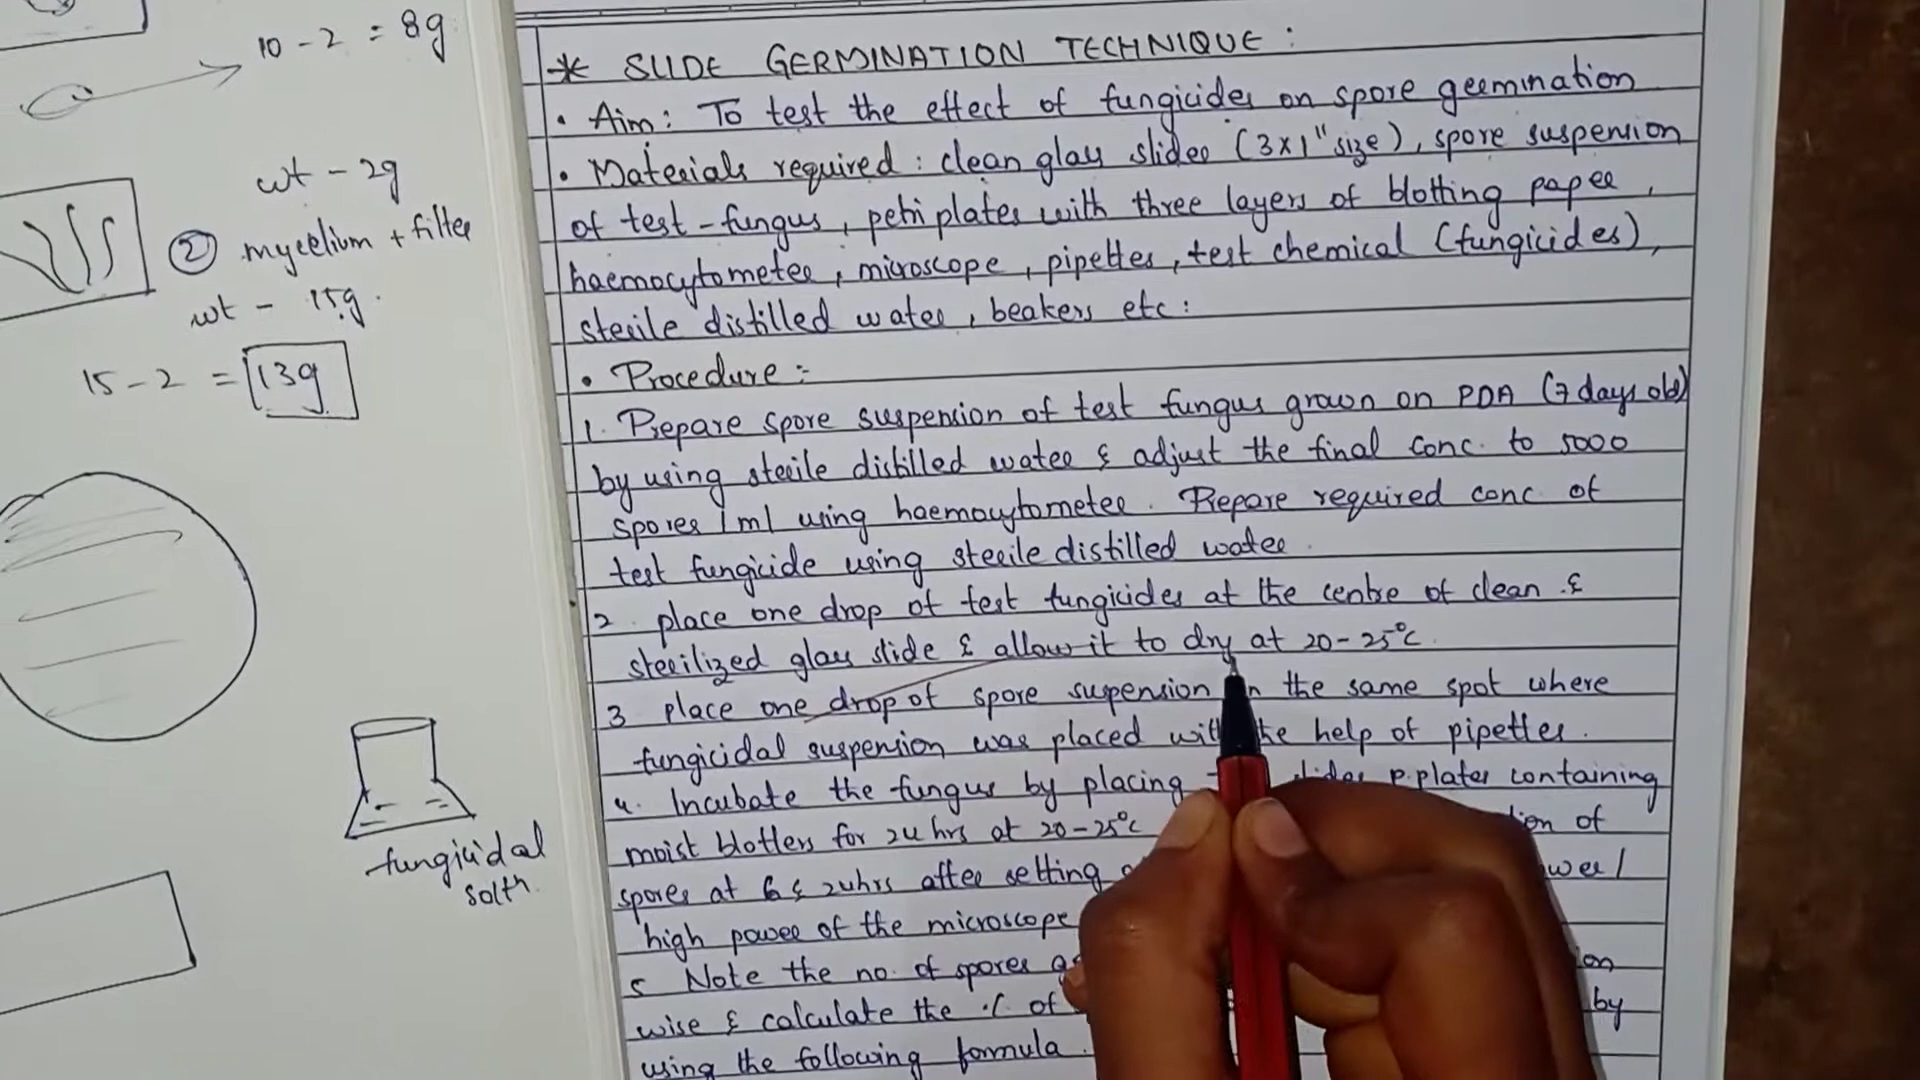 10 - 2 = 8g
wt - 2g
② mycelium + filter
wt - 15g.
15 - 2 = 13g
fungicidal
soltn.
* SLIDE GERMINATION TECHNIQUE :
• Aim : To test the effect of fungicides on spore germination
• Materials required : clean glass slides (3x1" size), spore suspension
of test - fungus, petri plates with three layers of blotting paper,
haemocytometer, microscope, pipettes, test chemical (fungicides),
sterile distilled water, beakers etc :
• Procedure :-
1. Prepare spore suspension of test fungus grown on PDA (7 days old)
by using sterile distilled water & adjust the final conc. to 5000
spores / ml using haemocytometer. Prepare required conc of
test fungicide using sterile distilled water.
2. place one drop of test fungicides at the centre of clean &
sterilized glass slide & allow it to dry at 20-25°C.
3 place one drop of spore suspension in the same spot where
fungicidal suspension was placed with the help of pipettes.
4. Incubate the fungus by placing slides p.plates containing
moist blotters for 24 hrs at 20-25°C of
spores at 6 & 24hrs after setting
high power of the microscope
5 Note the no. of spores
wise & calculate the % of by
using the following formula.